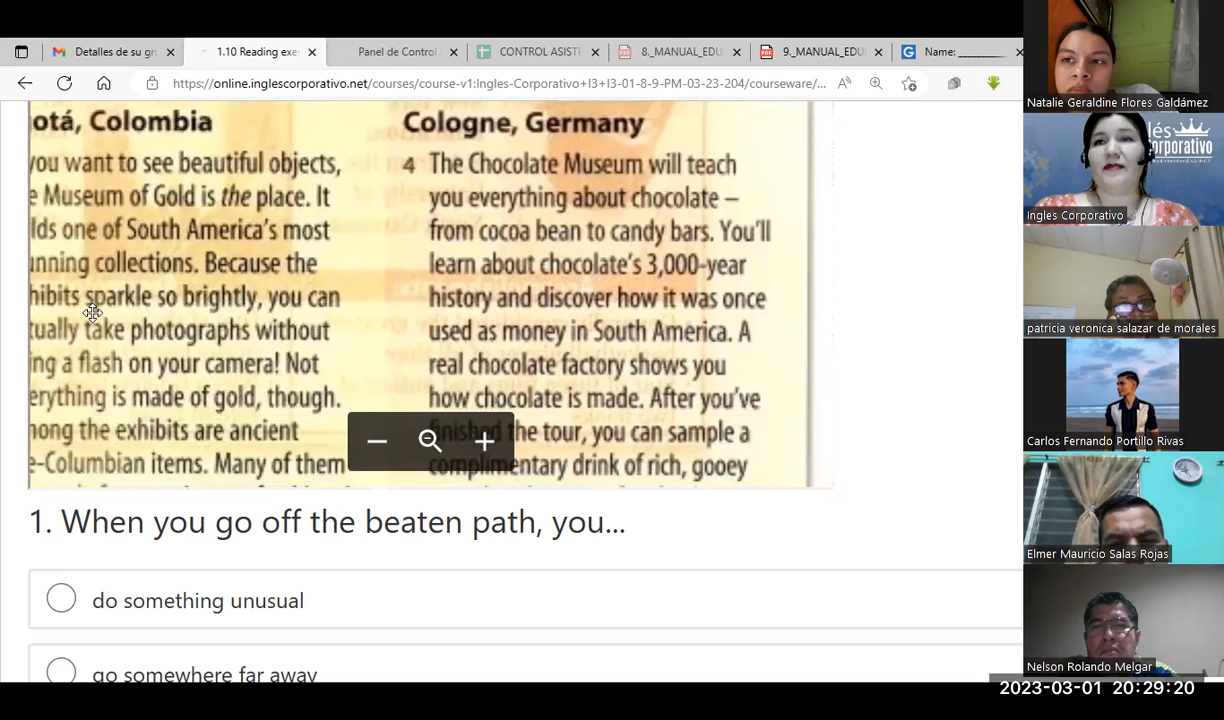 Detalles de su gr
1.10 Reading exe
Panel de Control
CONTROL ASISTE
8_MANUAL_EDU
9_MANUAL_EDU
Name: ________
https://online.inglescorporativo.net/courses/course-v1:Ingles-Corporativo+I3+I3-01-8-9-PM-03-23-204/courseware/...
otá, Colombia
you want to see beautiful objects,
e Museum of Gold is the place. It
lds one of South America's most
unning collections. Because the
hibits sparkle so brightly, you can
tually take photographs without
ing a flash on your camera! Not
erything is made of gold, though.
nong the exhibits are ancient
e-Columbian items. Many of them
Cologne, Germany
4 The Chocolate Museum will teach
you everything about chocolate –
from cocoa bean to candy bars. You'll
learn about chocolate's 3,000-year
history and discover how it was once
used as money in South America. A
real chocolate factory shows you
how chocolate is made. After you've
finished the tour, you can sample a
complimentary drink of rich, gooey
1. When you go off the beaten path, you...
do something unusual
go somewhere far away
Natalie Geraldine Flores Galdámez
lés
orporativo
Ingles Corporativo
patricia veronica salazar de morales
Carlos Fernando Portillo Rivas
Elmer Mauricio Salas Rojas
Nelson Rolando Melgar
2023-03-01 20:29:20